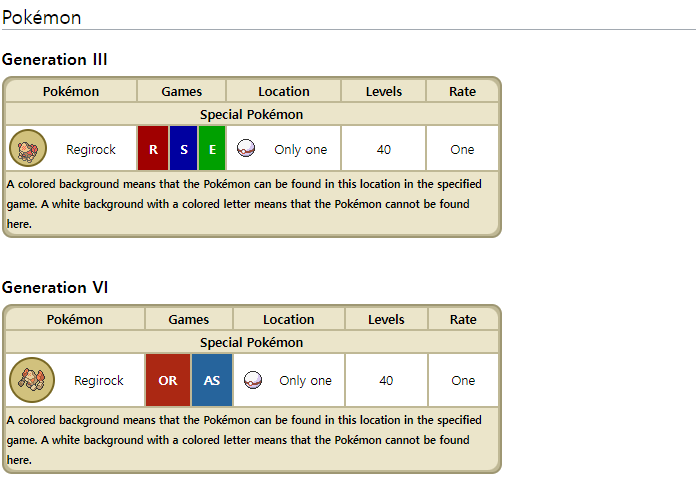 Pokémon
Generation III
Pokémon Games Location Levels Rate
Special Pokémon
Regirock R S E Only one 40 One
A colored background means that the Pokémon can be found in this location in the specified
game. A white background with a colored letter means that the Pokémon cannot be found
here.
Generation VI
Pokémon Games Location Levels Rate
Special Pokémon
Regirock OR AS Only one 40 One
A colored background means that the Pokémon can be found in this location in the specified
game. A white background with a colored letter means that the Pokémon cannot be found
here.